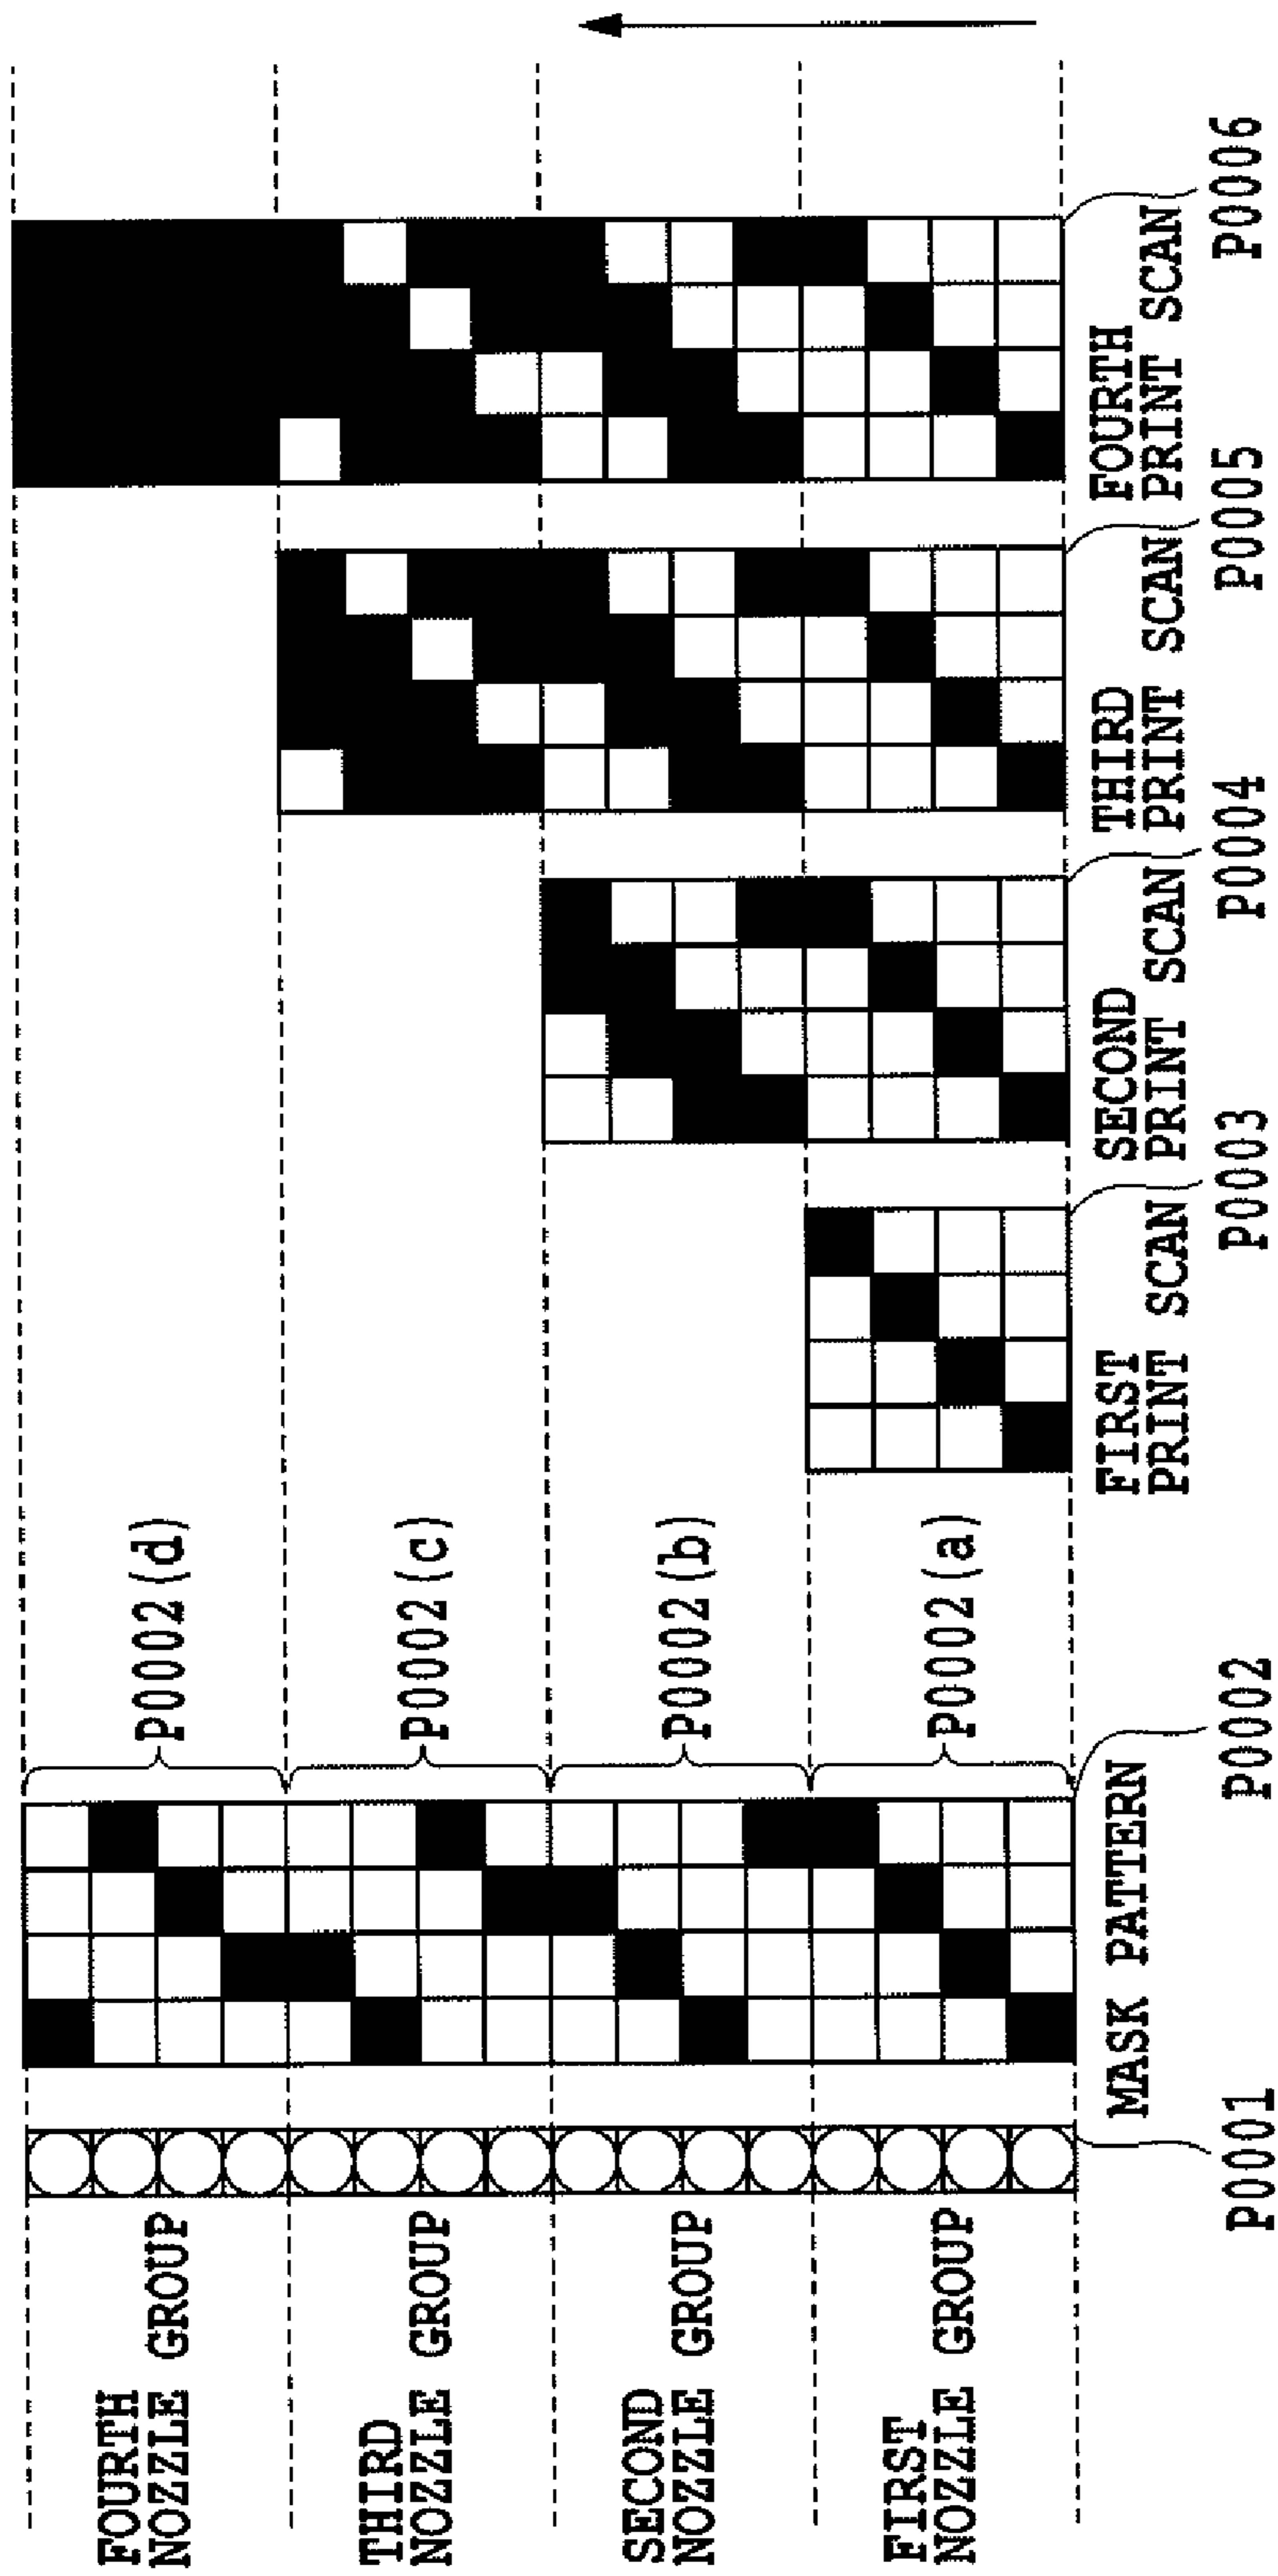 FOURTH
NOZZLE GROUP
THIRD
NOZZLE GROUP
SECOND
NOZZLE GROUP
FIRST
NOZZLE GROUP
P0001
MASK PATTERN
P0002
P0002(d)
P0002(c)
P0002(b)
P0002(a)
FIRST
PRINT SCAN
P0003
SECOND
PRINT SCAN
P0004
THIRD
PRINT SCAN
P0005
FOURTH
PRINT SCAN
P0006